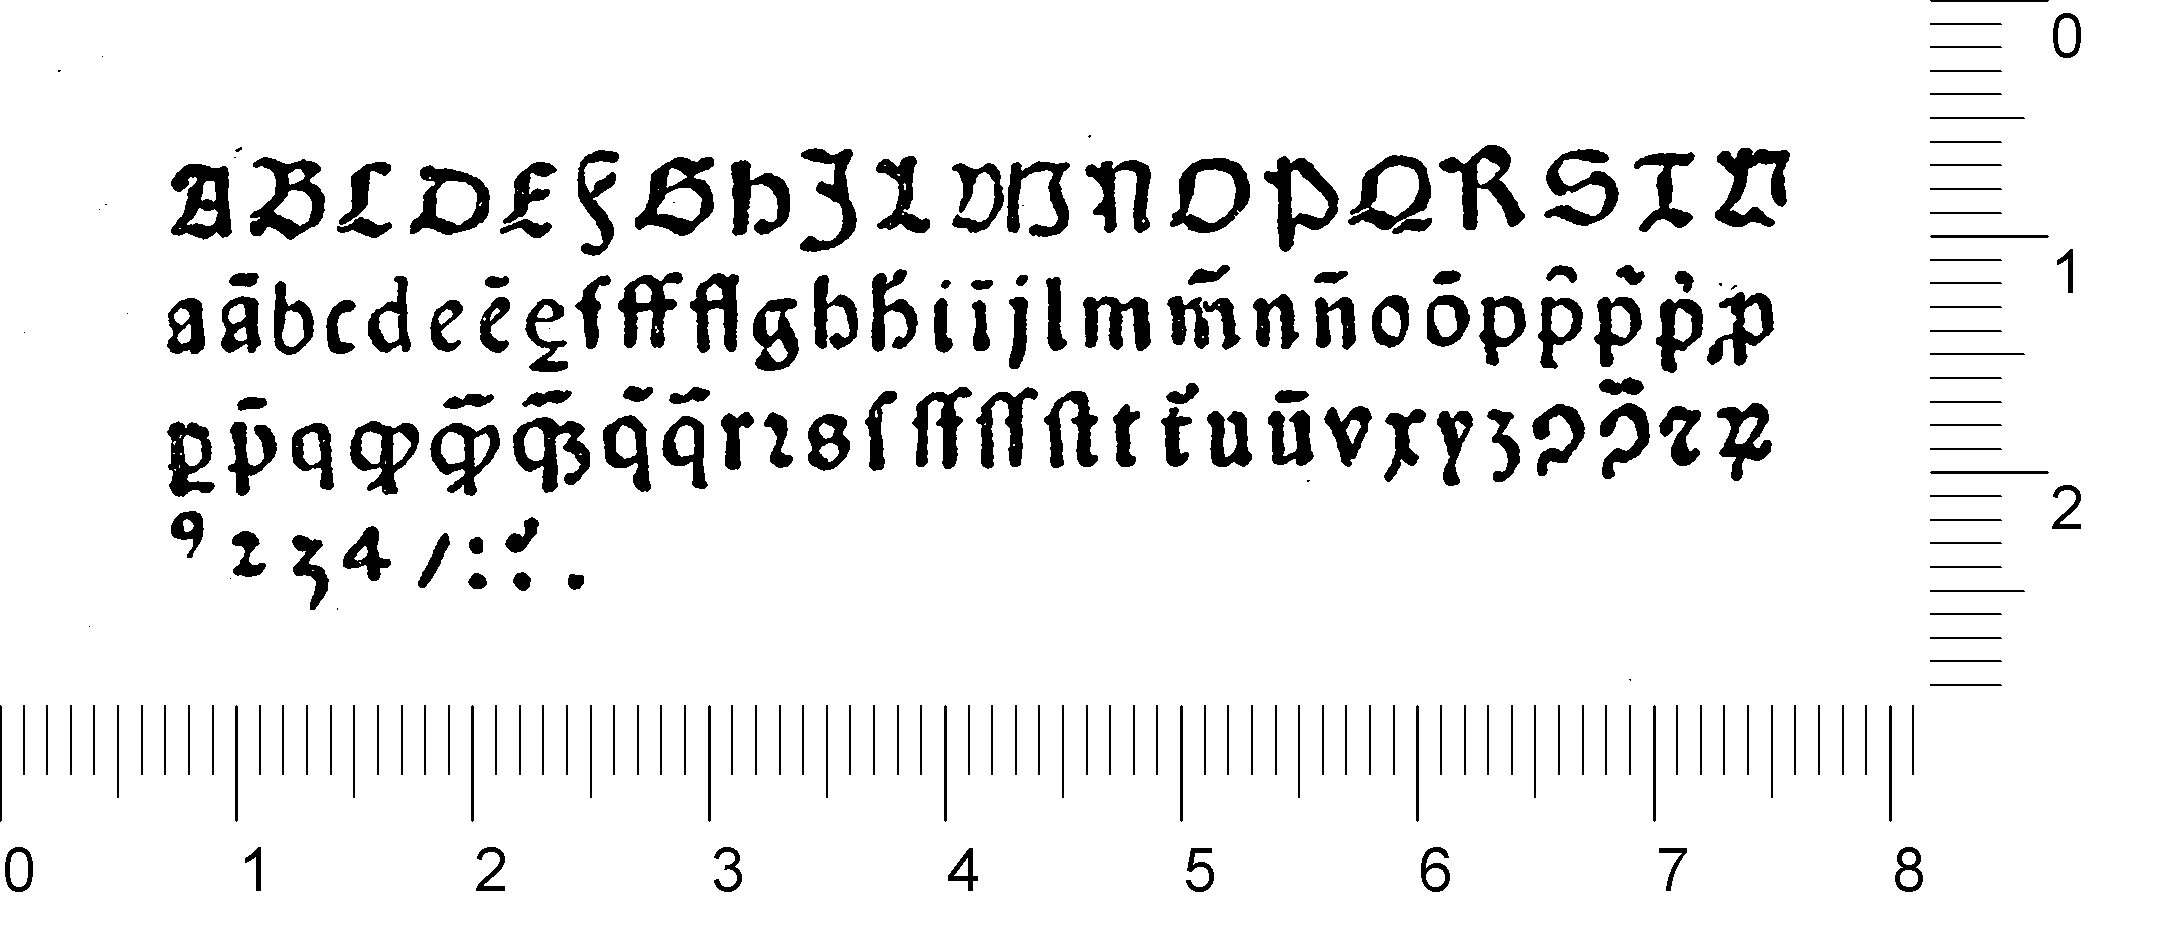 A B C D E F G H J L M N O P Q R S T V
a ā b c d e ē ę f ff fl g h h̄ i ī j l m m̄ n n̄ o ō p p̂ p̃ p̉ ꝓ
ꝑ p̄ q ꝙ ꝙ̄ q̄ꝫ q̃ q̄ r ꝛ s ſ ſſ ſſ ſt t t̃ u ū v x y ʒ ꝯ ꝯ̃ ⁊ ꝝ
⁹ 2 3 4 / : ؛ .
0
1
2
0 1 2 3 4 5 6 7 8